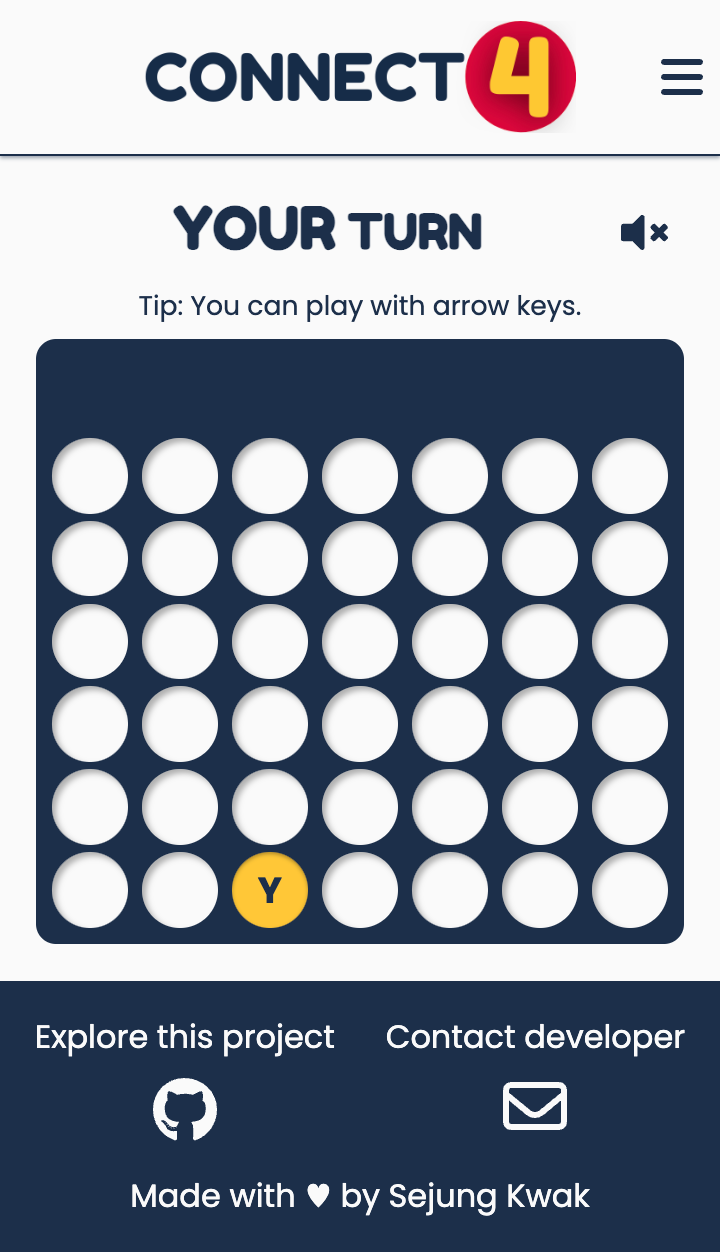 CONNECT4
YOUR TURN
Tip: You can play with arrow keys.
Y
Explore this project
Contact developer
Made with ♥ by Sejung Kwak